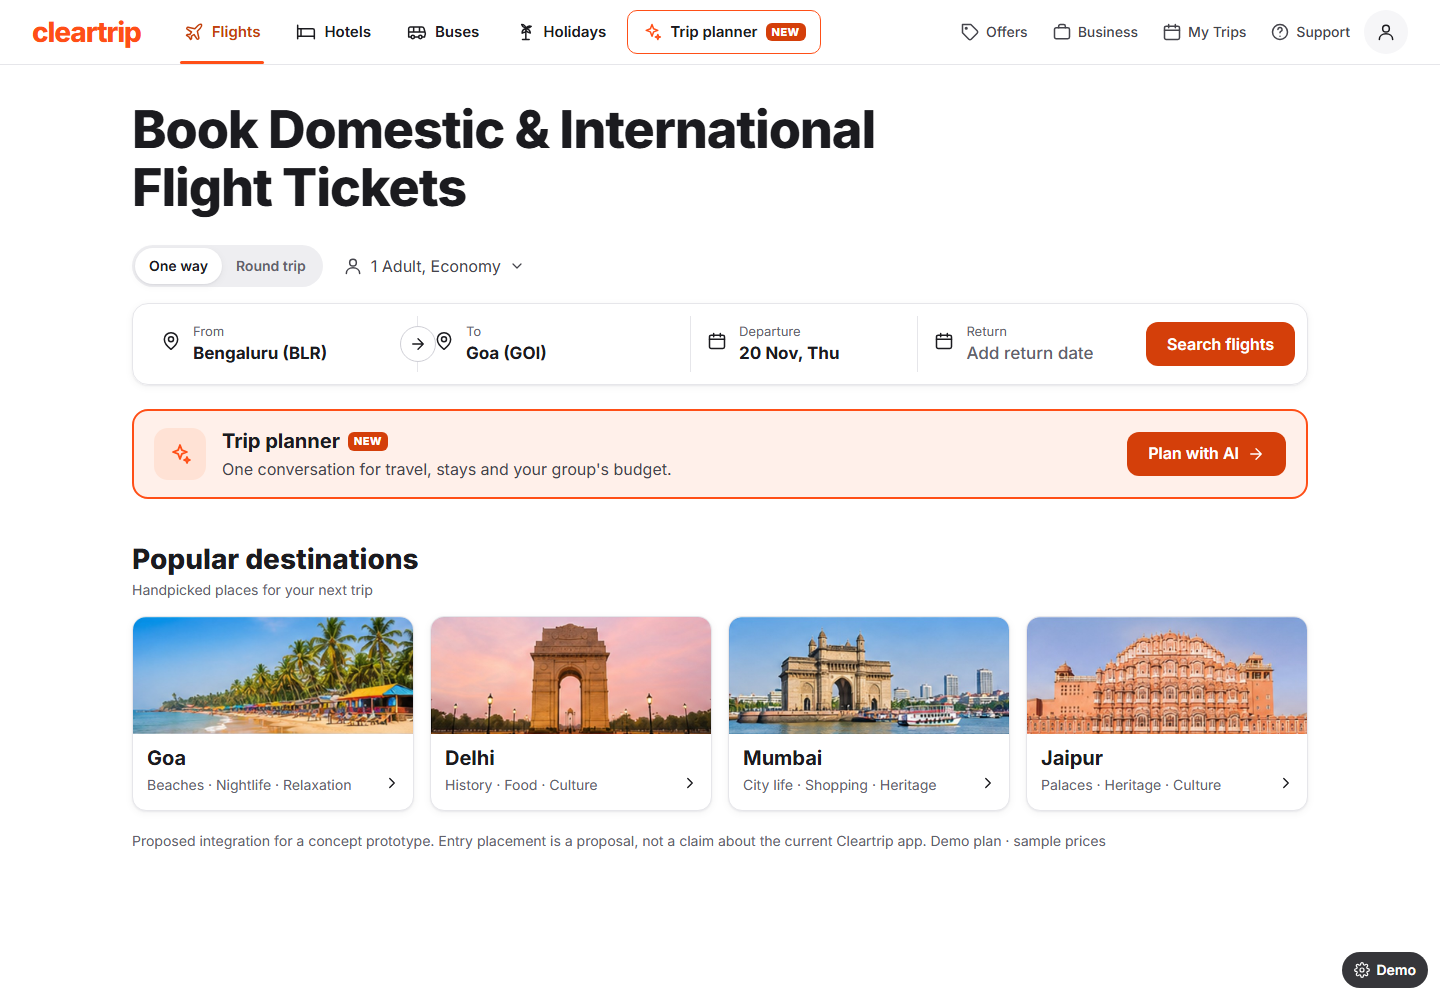 cleartrip
Flights
Hotels
Buses
Holidays
Trip planner NEW
Offers
Business
My Trips
Support
Book Domestic & International
Flight Tickets
One way
Round trip
1 Adult, Economy
From
Bengaluru (BLR)
To
Goa (GOI)
Departure
20 Nov, Thu
Return
Add return date
Search flights
Trip planner NEW
One conversation for travel, stays and your group's budget.
Plan with AI
Popular destinations
Handpicked places for your next trip
Goa
Beaches · Nightlife · Relaxation
Delhi
History · Food · Culture
Mumbai
City life · Shopping · Heritage
Jaipur
Palaces · Heritage · Culture
Proposed integration for a concept prototype. Entry placement is a proposal, not a claim about the current Cleartrip app. Demo plan · sample prices
Demo